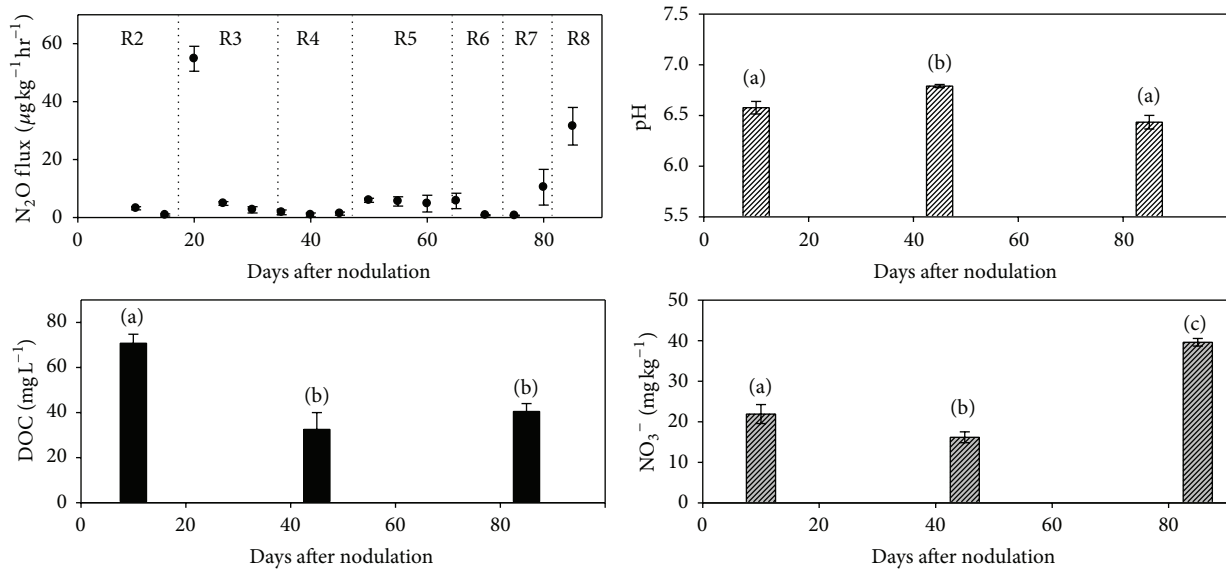 N₂O flux (μg kg⁻¹ hr⁻¹)
60
40
20
0
R2 R3 R4 R5 R6 R7 R8
0 20 40 60 80
Days after nodulation
pH
7.5
7.0
6.5
6.0
5.5
(a) (b) (a)
0 20 40 60 80
Days after nodulation
DOC (mg L⁻¹)
80
60
40
20
0
(a) (b) (b)
0 20 40 60 80
Days after nodulation
NO₃⁻ (mg kg⁻¹)
50
40
30
20
10
0
(a) (b) (c)
0 20 40 60 80
Days after nodulation